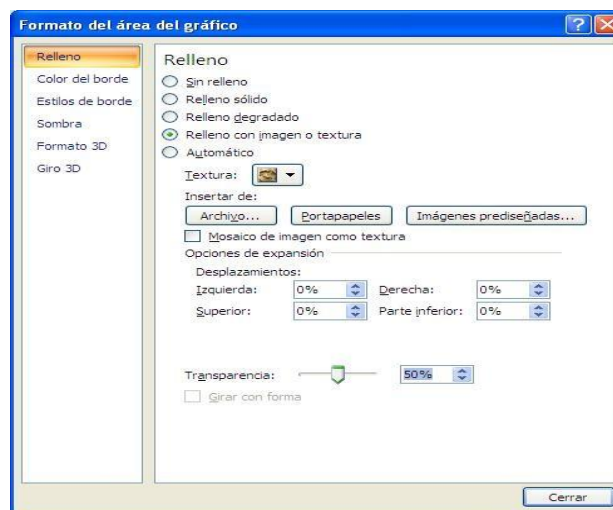 Formato del área del gráfico
Relleno
Color del borde
Estilos de borde
Sombra
Formato 3D
Giro 3D
Relleno
Sin relleno
Relleno sólido
Relleno degradado
Relleno con imagen o textura
Automático
Textura:
Insertar de:
Archivo... Portapapeles Imágenes prediseñadas...
Mosaico de imagen como textura
Opciones de expansión
Desplazamientos:
Izquierda: 0% Derecha: 0%
Superior: 0% Parte inferior: 0%
Transparencia: 50%
Girar con forma
Cerrar